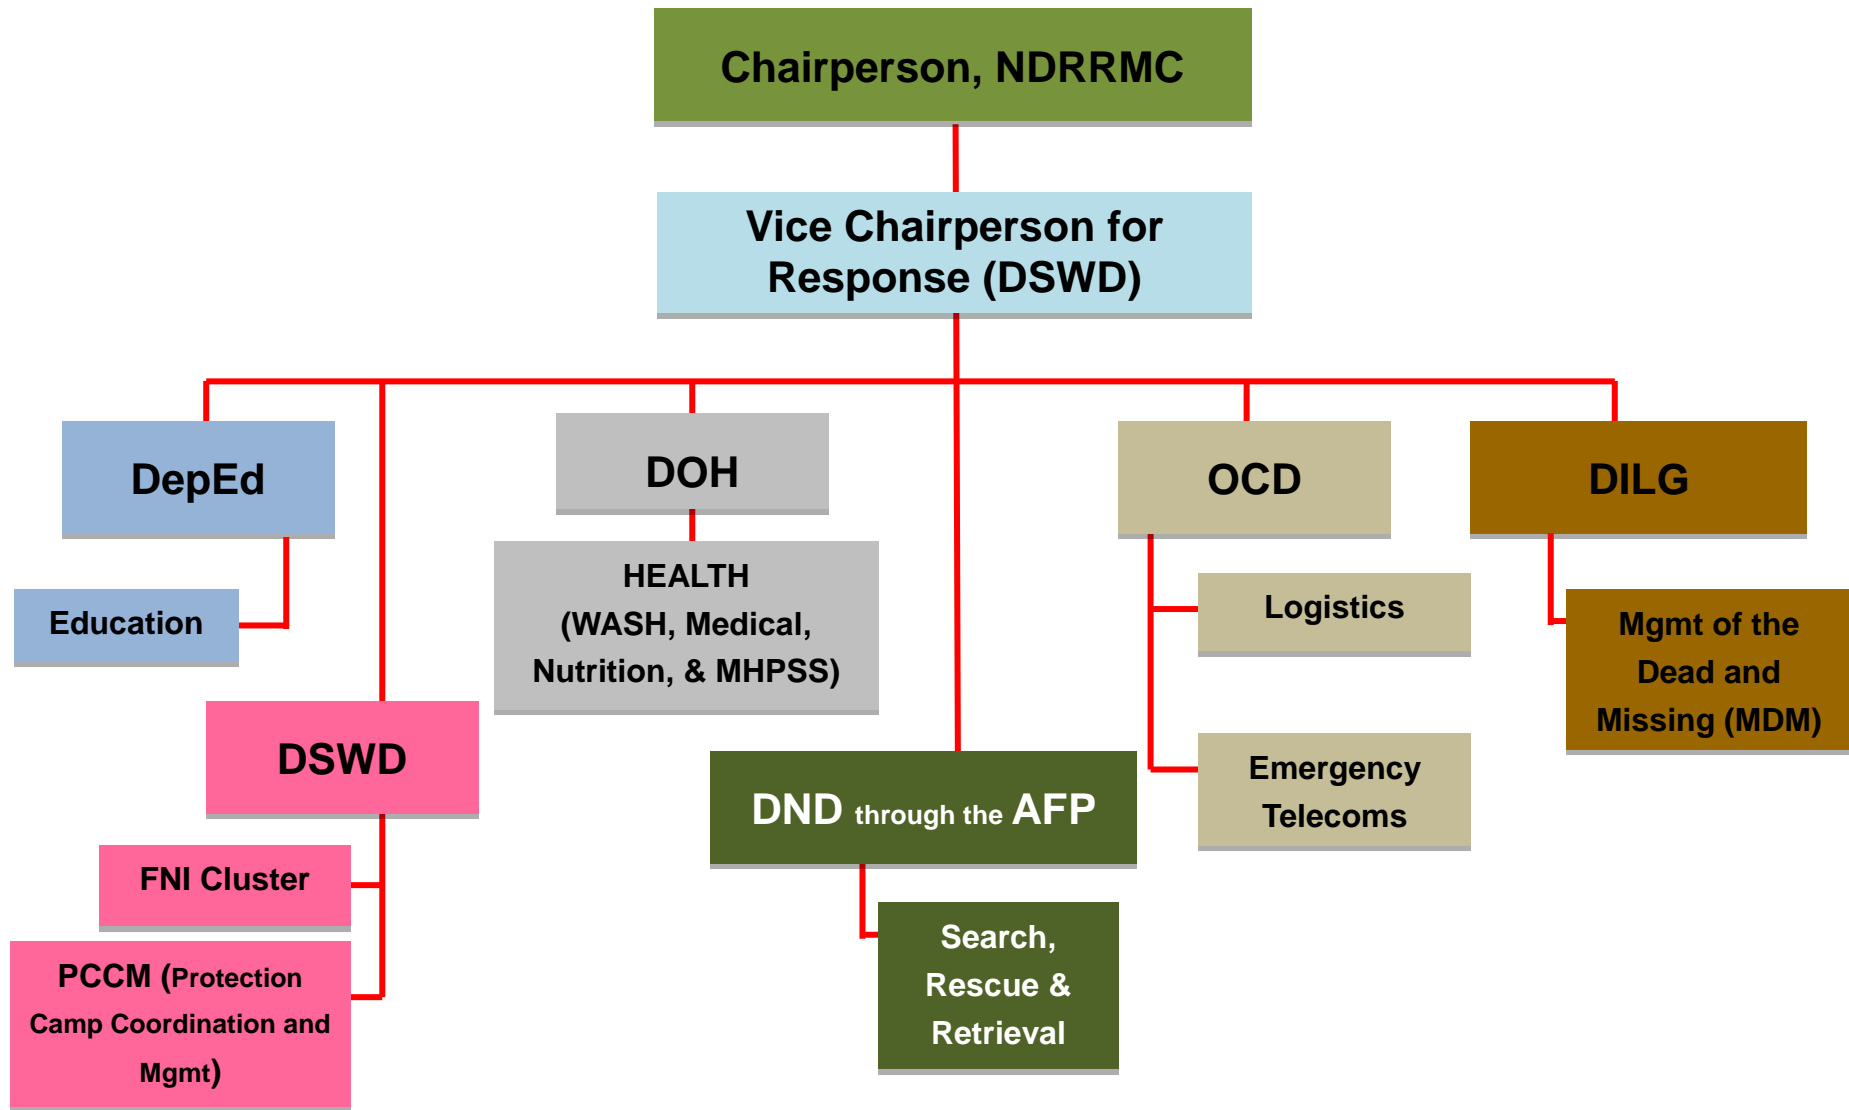 Chairperson, NDRRMC
Vice Chairperson for
Response (DSWD)
DepEd
Education
DSWD
FNI Cluster
PCCM (Protection
Camp Coordination and
Mgmt)
DOH
HEALTH
(WASH, Medical,
Nutrition, & MHPSS)
DND through the AFP
Search,
Rescue &
Retrieval
OCD
Logistics
Emergency
Telecoms
DILG
Mgmt of the
Dead and
Missing (MDM)